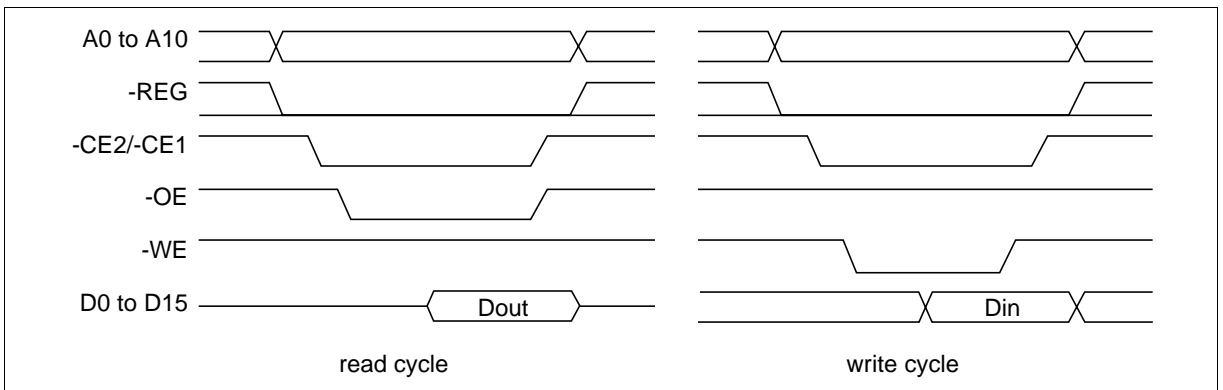 A0 to A10
-REG
-CE2/-CE1
-OE
-WE
D0 to D15
Dout
Din
read cycle
write cycle